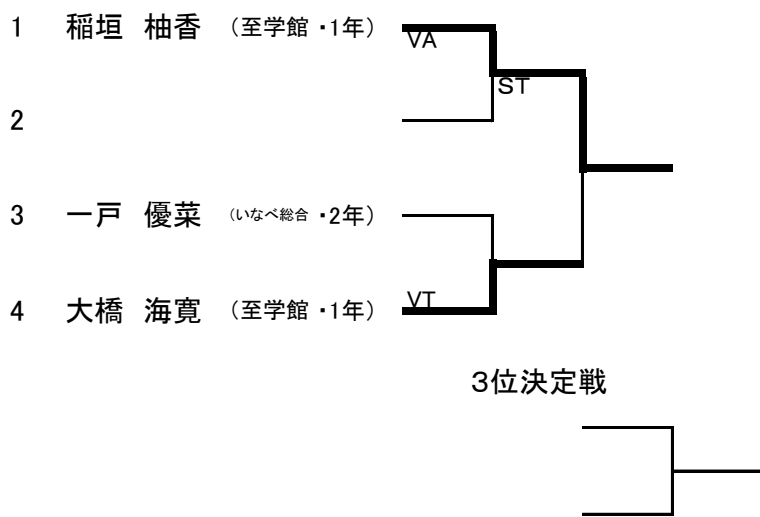 1 稲垣 柚香 (至学館 ・1年)
VA
ST
2
3 一戸 優菜 (いなべ総合 ・2年)
4 大橋 海寛 (至学館 ・1年)
VT
3位決定戦